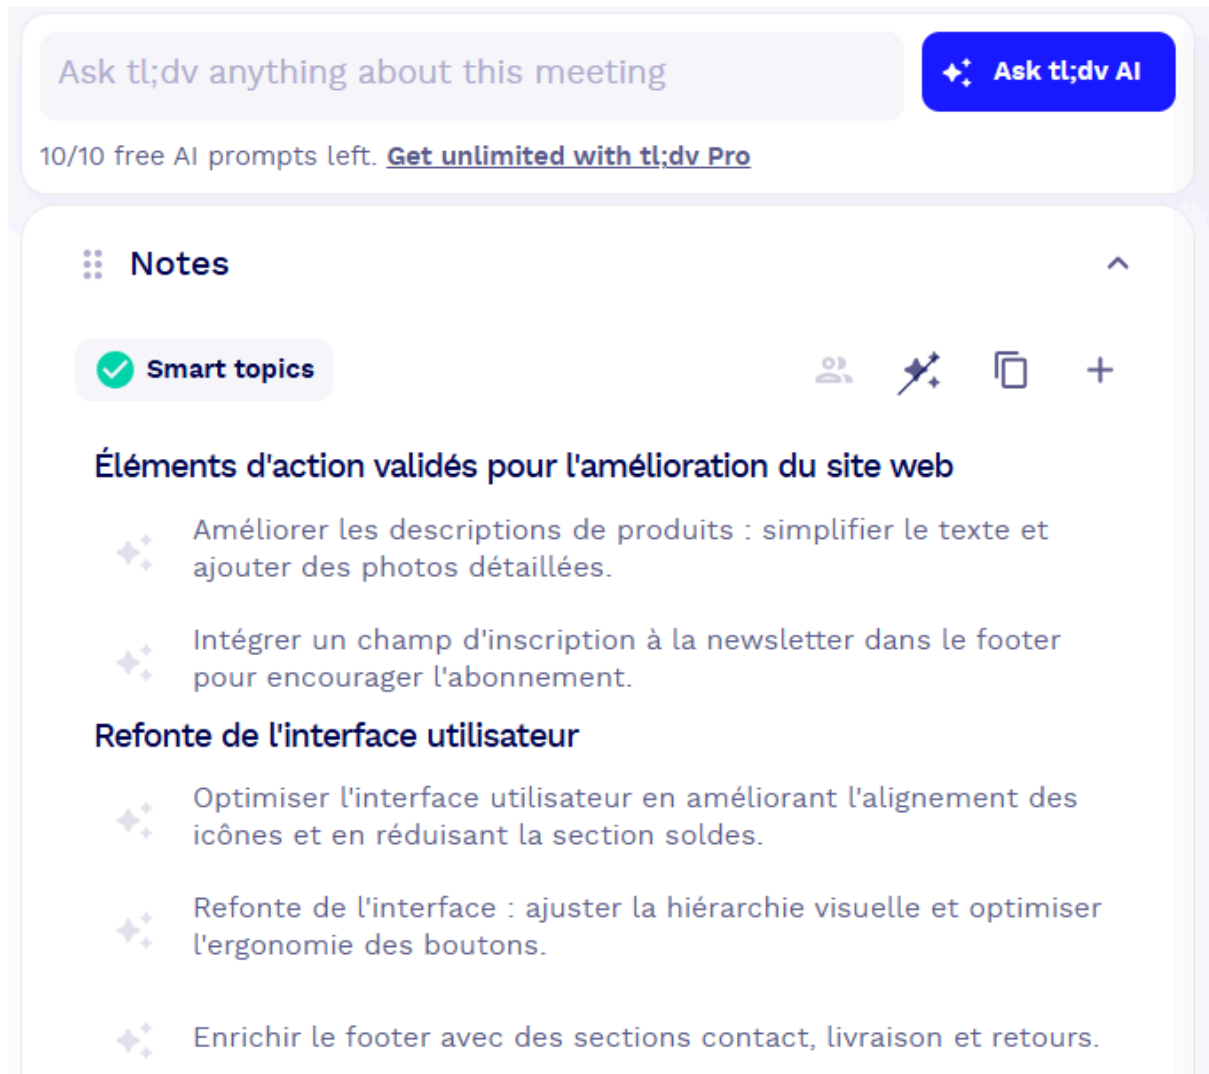 Ask tl;dv anything about this meeting
Ask tl;dv AI
10/10 free AI prompts left. Get unlimited with tl;dv Pro
Notes
Smart topics
Éléments d'action validés pour l'amélioration du site web
Améliorer les descriptions de produits : simplifier le texte et
ajouter des photos détaillées.
Intégrer un champ d'inscription à la newsletter dans le footer
pour encourager l'abonnement.
Refonte de l'interface utilisateur
Optimiser l'interface utilisateur en améliorant l'alignement des
icônes et en réduisant la section soldes.
Refonte de l'interface : ajuster la hiérarchie visuelle et optimiser
l'ergonomie des boutons.
Enrichir le footer avec des sections contact, livraison et retours.